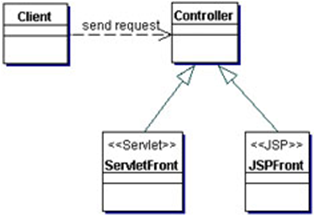 Client
send request
Controller
<<Servlet>>
ServletFront
<<JSP>>
JSPFront